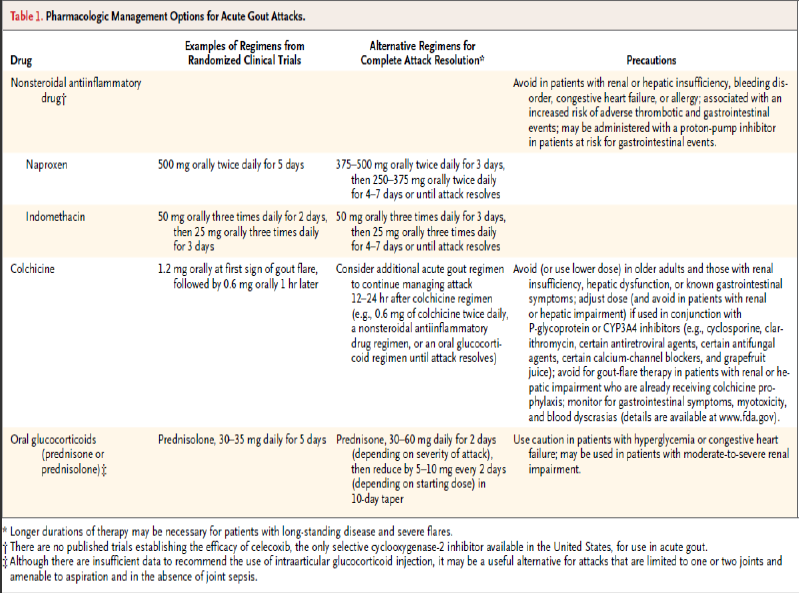 Table 1. Pharmacologic Management Options for Acute Gout Attacks.
Drug
Examples of Regimens from
Randomized Clinical Trials
Alternative Regimens for
Complete Attack Resolution*
Precautions
Nonsteroidal antiinflammatory
drug†
Avoid in patients with renal or hepatic insufficiency, bleeding dis-
order, congestive heart failure, or allergy; associated with an
increased risk of adverse thrombotic and gastrointestinal
events; may be administered with a proton-pump inhibitor
in patients at risk for gastrointestinal events.
Naproxen
500 mg orally twice daily for 5 days
375–500 mg orally twice daily for 3 days,
then 250–375 mg orally twice daily
for 4–7 days or until attack resolves
Indomethacin
50 mg orally three times daily for 2 days,
then 25 mg orally three times daily
for 3 days
50 mg orally three times daily for 3 days,
then 25 mg orally three times daily
for 4–7 days or until attack resolves
Colchicine
1.2 mg orally at first sign of gout flare,
followed by 0.6 mg orally 1 hr later
Consider additional acute gout regimen
to continue managing attack
12–24 hr after colchicine regimen
(e.g., 0.6 mg of colchicine twice daily,
a nonsteroidal antiinflammatory
drug regimen, or an oral glucocorti-
coid regimen until attack resolves)
Avoid (or use lower dose) in older adults and those with renal
insufficiency, hepatic dysfunction, or known gastrointestinal
symptoms; adjust dose (and avoid in patients with renal
or hepatic impairment) if used in conjunction with
P-glycoprotein or CYP3A4 inhibitors (e.g., cyclosporine, clar-
ithromycin, certain antiretroviral agents, certain antifungal
agents, certain calcium-channel blockers, and grapefruit
juice); avoid for gout-flare therapy in patients with renal or he-
patic impairment who are already receiving colchicine pro-
phylaxis; monitor for gastrointestinal symptoms, myotoxicity,
and blood dyscrasias (details are available at www.fda.gov).
Oral glucocorticoids
(prednisone or
prednisolone)‡
Prednisolone, 30–35 mg daily for 5 days
Prednisone, 30–60 mg daily for 2 days
(depending on severity of attack),
then reduce by 5–10 mg every 2 days
(depending on starting dose) in
10-day taper
Use caution in patients with hyperglycemia or congestive heart
failure; may be used in patients with moderate-to-severe renal
impairment.
* Longer durations of therapy may be necessary for patients with long-standing disease and severe flares.
† There are no published trials establishing the efficacy of celecoxib, the only selective cyclooxygenase-2 inhibitor available in the United States, for use in acute gout.
‡ Although there are insufficient data to recommend the use of intraarticular glucocorticoid injection, it may be a useful alternative for attacks that are limited to one or two joints and
amenable to aspiration and in the absence of joint sepsis.